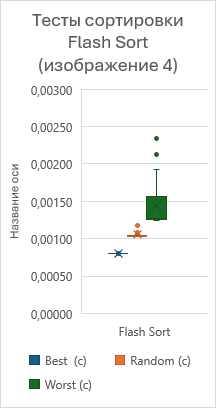 Тесты сортировки
Flash Sort
(изображение 4)
0,00300
0,00250
0,00200
0,00150
0,00100
0,00050
0,00000
Название оси
Flash Sort
Best (с)
Random (с)
Worst (с)